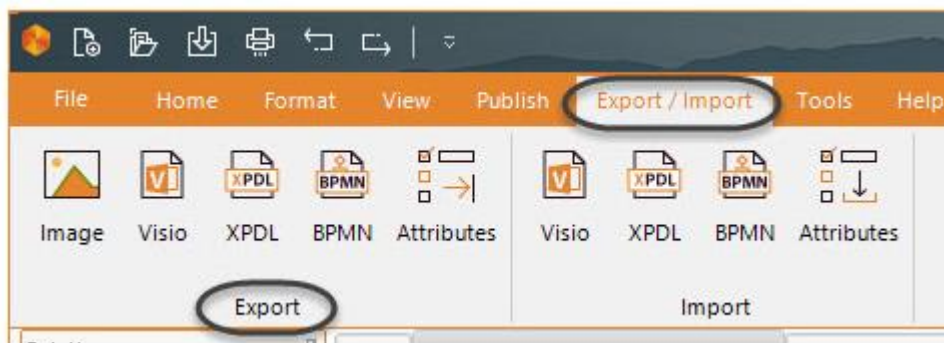 File Home Format View Publish Export / Import Tools Help
V XPDL BPMN V XPDL BPMN
Image Visio XPDL BPMN Attributes Visio XPDL BPMN Attributes
Export Import